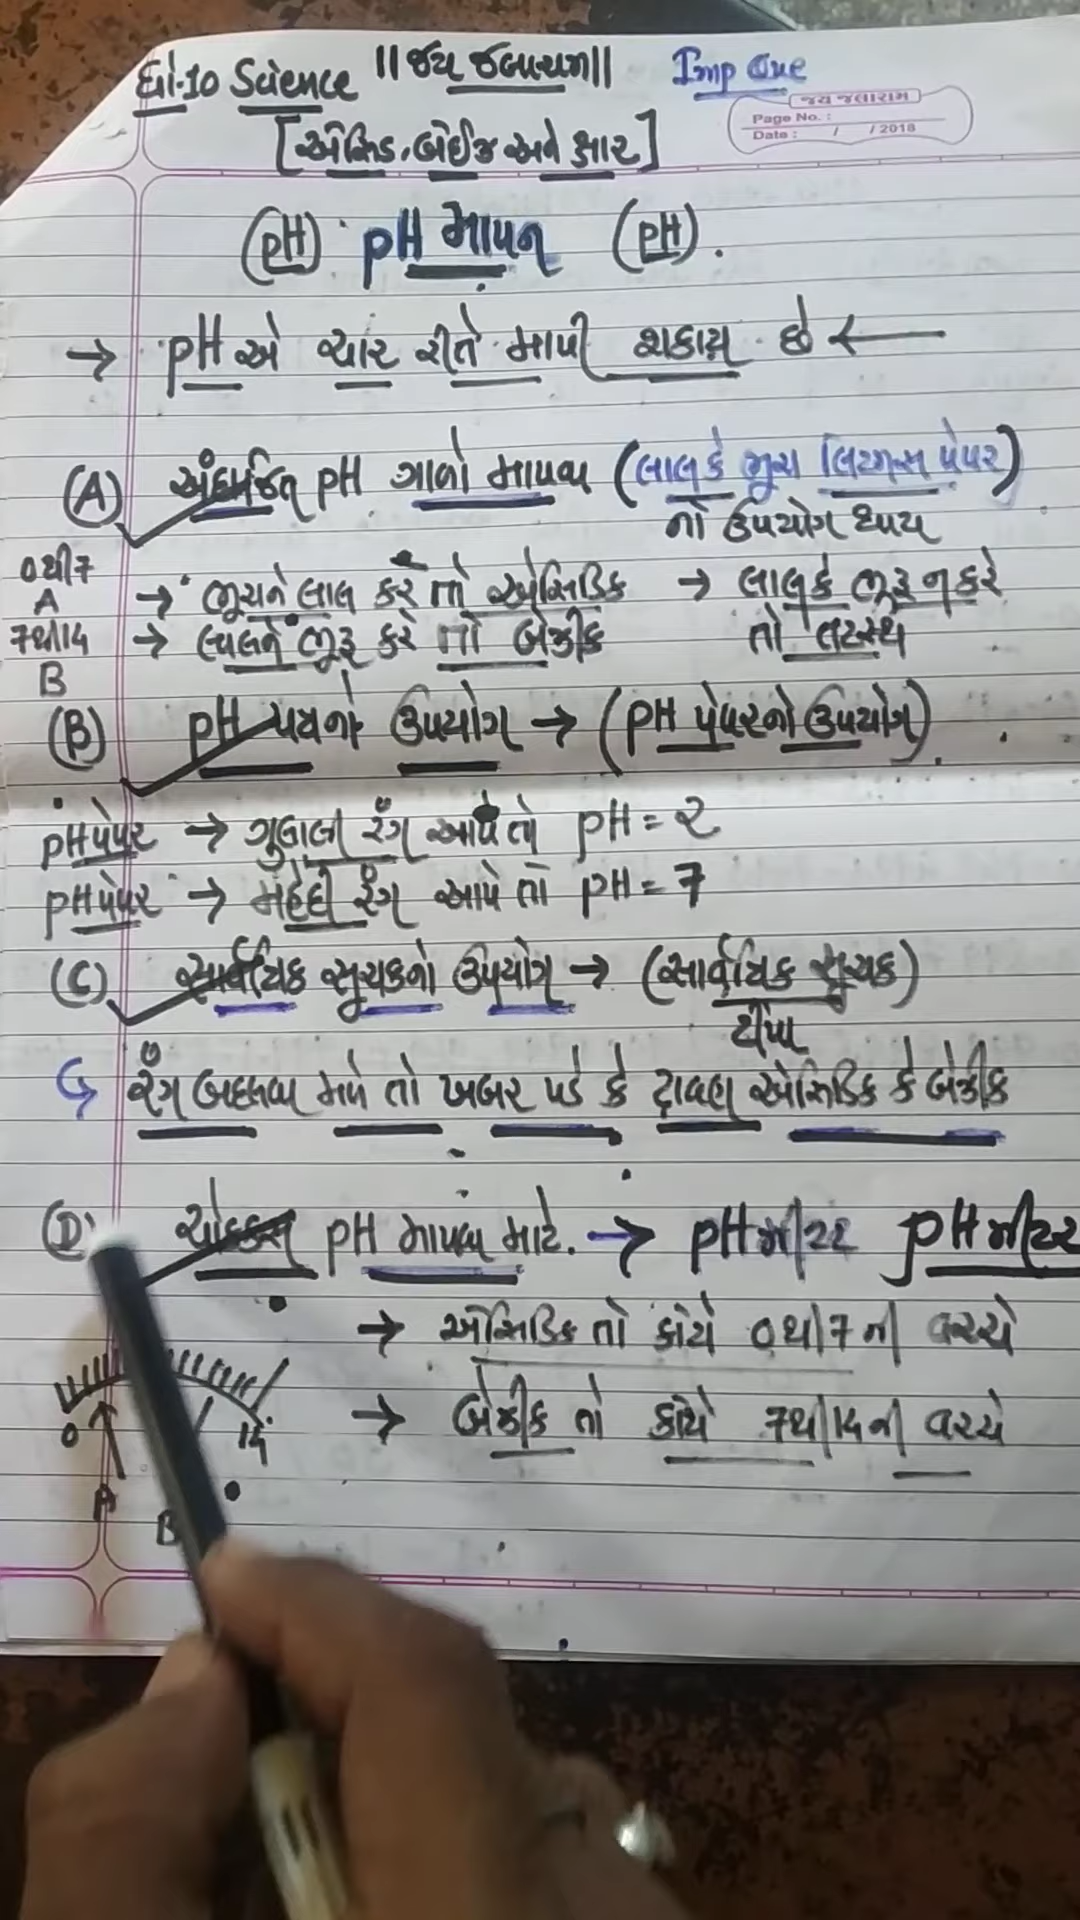 ધો-10 Science ||જય જલારામ|| Imp Que
જય જલારામ
Page No. :
Date : / / 2018
[એસિડ, બેઈઝ અને ક્ષાર]
(pH) pH માપન (pH).
→ pH એ ચાર રીતે માપી શકાય છે ←
(A) અંદાજીત pH ગાળો માપવા (લાલ કે ભૂરા લિટમસ પેપર)
નો ઉપયોગ થાય
0થી7
A
→ ભૂરાને લાલ કરે તો એસિડિક → લાલ કે ભૂરૂ ન કરે
7થી14 → લાલને ભૂરૂ કરે તો બેઝીક તો તટસ્થ
B
(B) pH પત્રનો ઉપયોગ → (pH પેપરનો ઉપયોગ).
pHપેપર → ગુલાબી રંગ આપે તો pH = ૨
pHપેપર → મહેંદી રંગ આપે તો pH = 7
(C) સાર્વત્રિક સૂચકનો ઉપયોગ → (સાર્વત્રિક સૂચક)
ટીપા
રંગ બદલવા મળે તો ખબર પડે કે દ્રાવણ એસિડિક કે બેઝીક
(D) ચોક્કસ pH માપવા માટે. → pHમીટર pHમીટર
→ એસિડિક તો કાંટો 0થી7ની વચ્ચે
→ બેઝીક તો કાંટો 7થી14ની વચ્ચે
0 14
A B